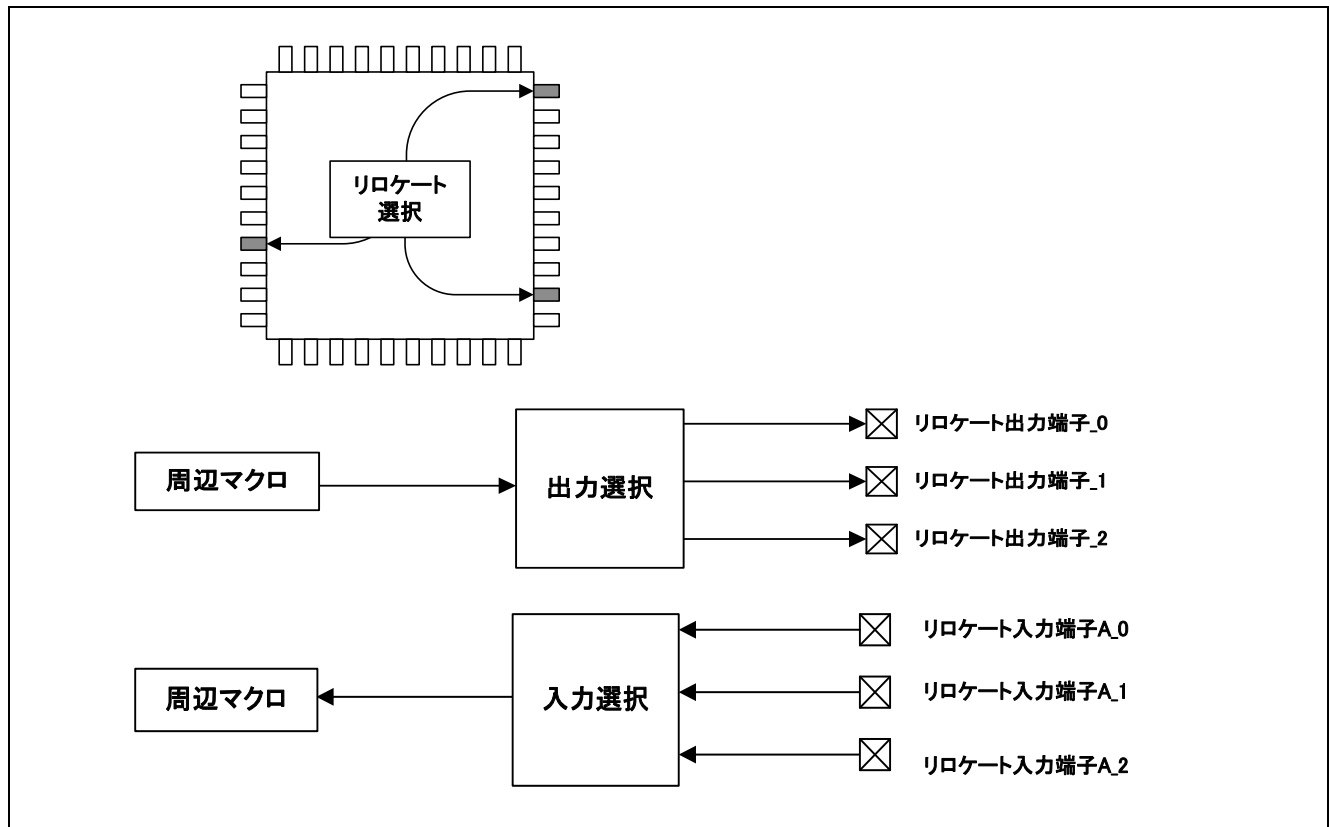 リロケート
選択
周辺マクロ
出力選択
リロケート出力端子_0
リロケート出力端子_1
リロケート出力端子_2
周辺マクロ
入力選択
リロケート入力端子A_0
リロケート入力端子A_1
リロケート入力端子A_2